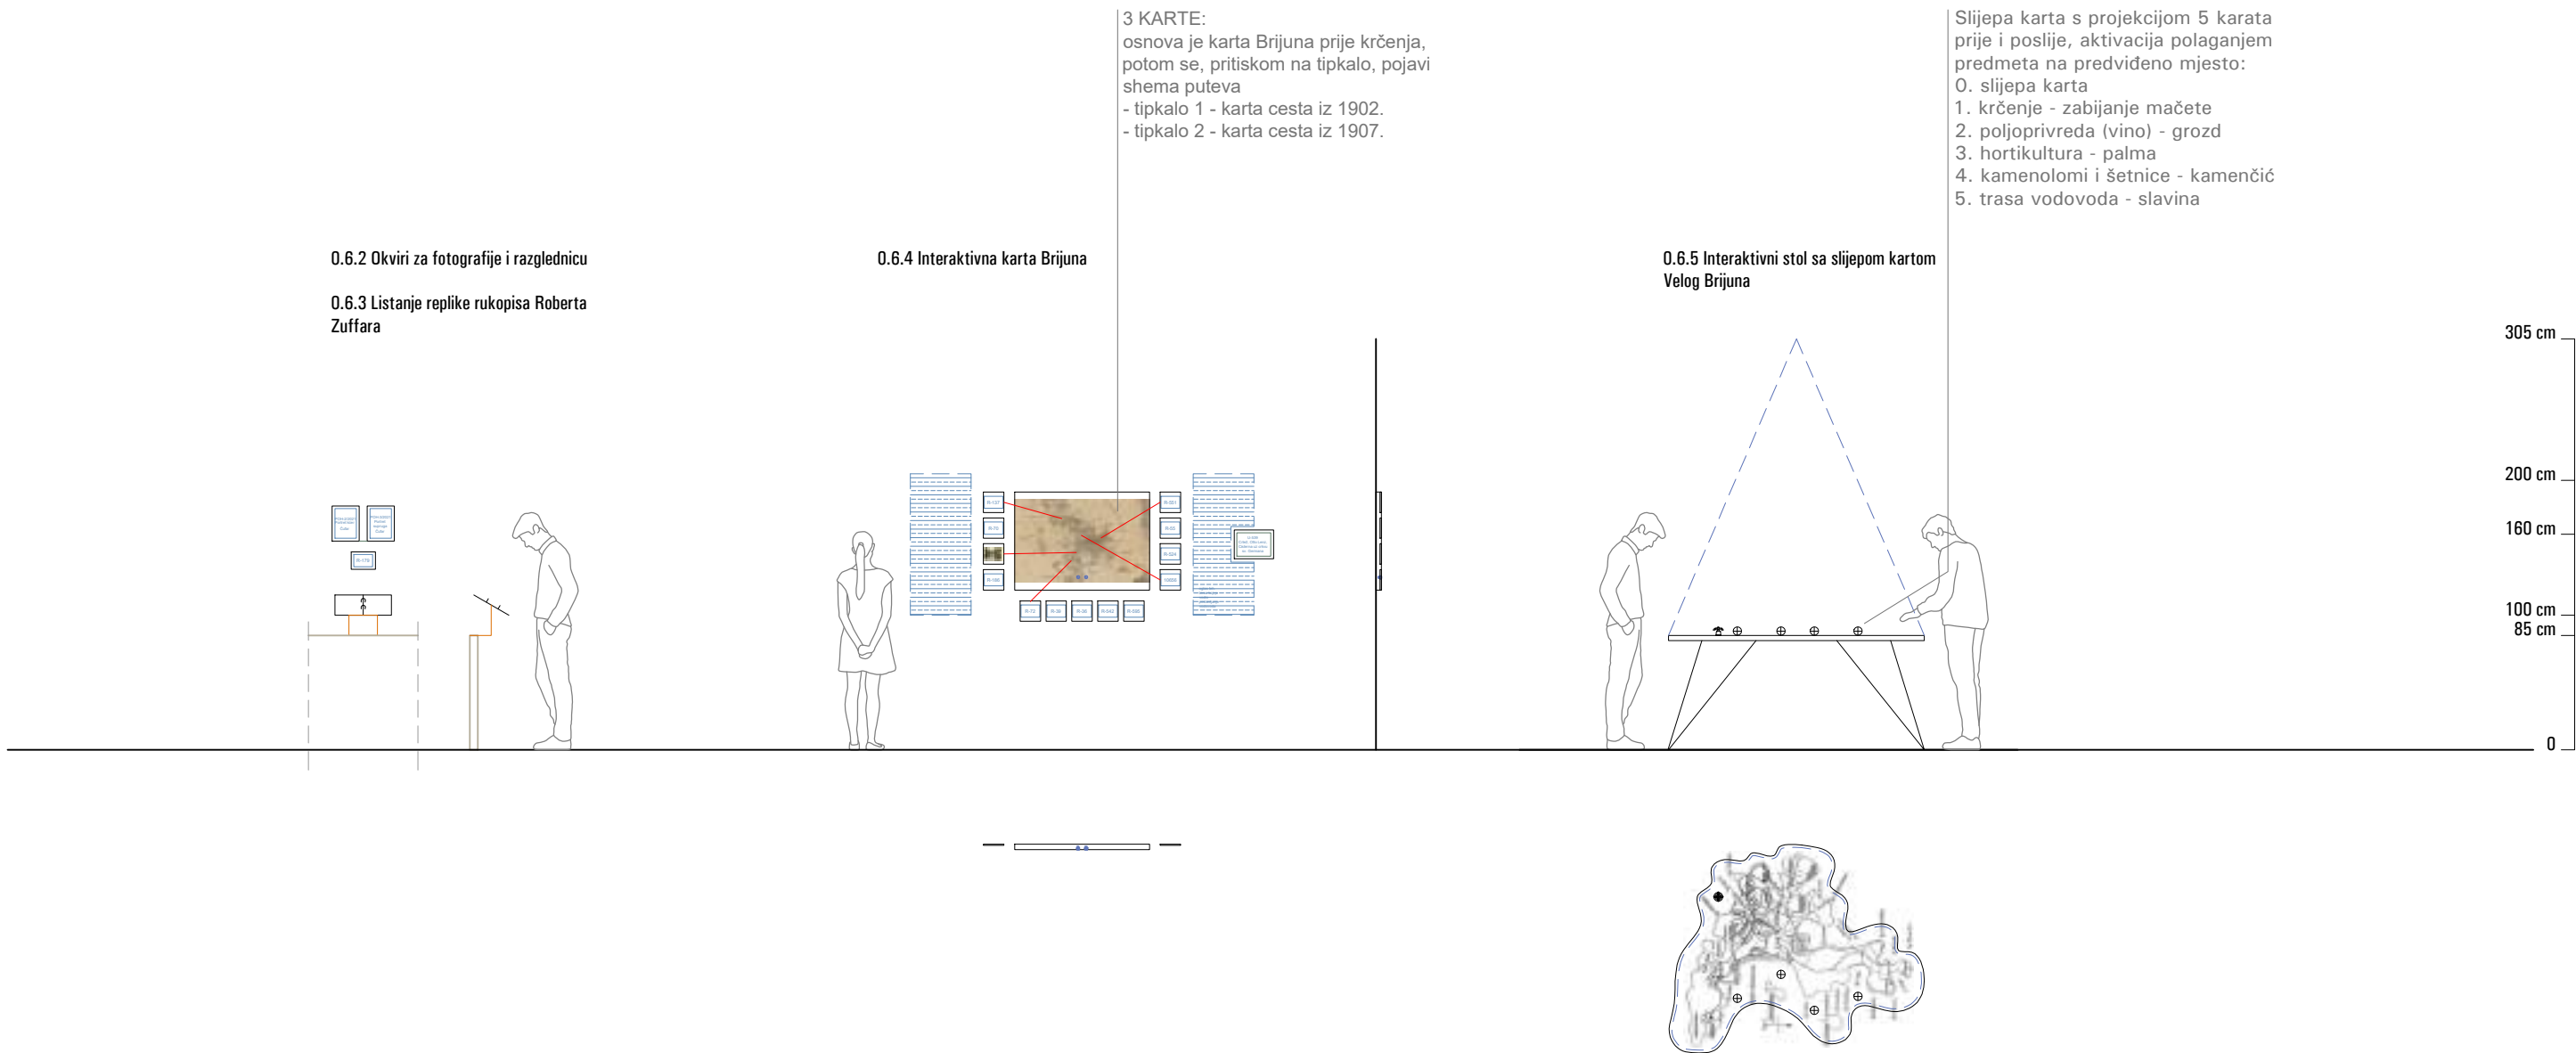 3 KARTE:
osnova je karta Brijuna prije krčenja,
potom se, pritiskom na tipkalo, pojavi
shema puteva
- tipkalo 1 - karta cesta iz 1902.
- tipkalo 2 - karta cesta iz 1907.
Slijepa karta s projekcijom 5 karata
prije i poslije, aktivacija polaganjem
predmeta na predviđeno mjesto:
0. slijepa karta
1. krčenje - zabijanje mačete
2. poljoprivreda (vino) - grozd
3. hortikultura - palma
4. kamenolomi i šetnice - kamenčić
5. trasa vodovoda - slavina
0.6.2 Okviri za fotografije i razglednicu
0.6.3 Listanje replike rukopisa Roberta
Zuffara
0.6.4 Interaktivna karta Brijuna
0.6.5 Interaktivni stol sa slijepom kartom
Velog Brijuna
305 cm
200 cm
160 cm
100 cm
85 cm
0